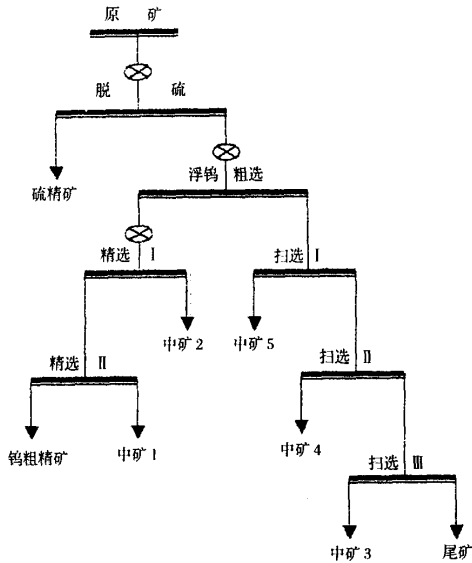 原 矿
脱 硫
硫精矿
浮钨 粗选
精选 Ⅰ
扫选 Ⅰ
中矿 2
中矿 5
精选 Ⅱ
扫选 Ⅱ
钨粗精矿
中矿 1
中矿 4
扫选 Ⅲ
中矿 3
尾矿